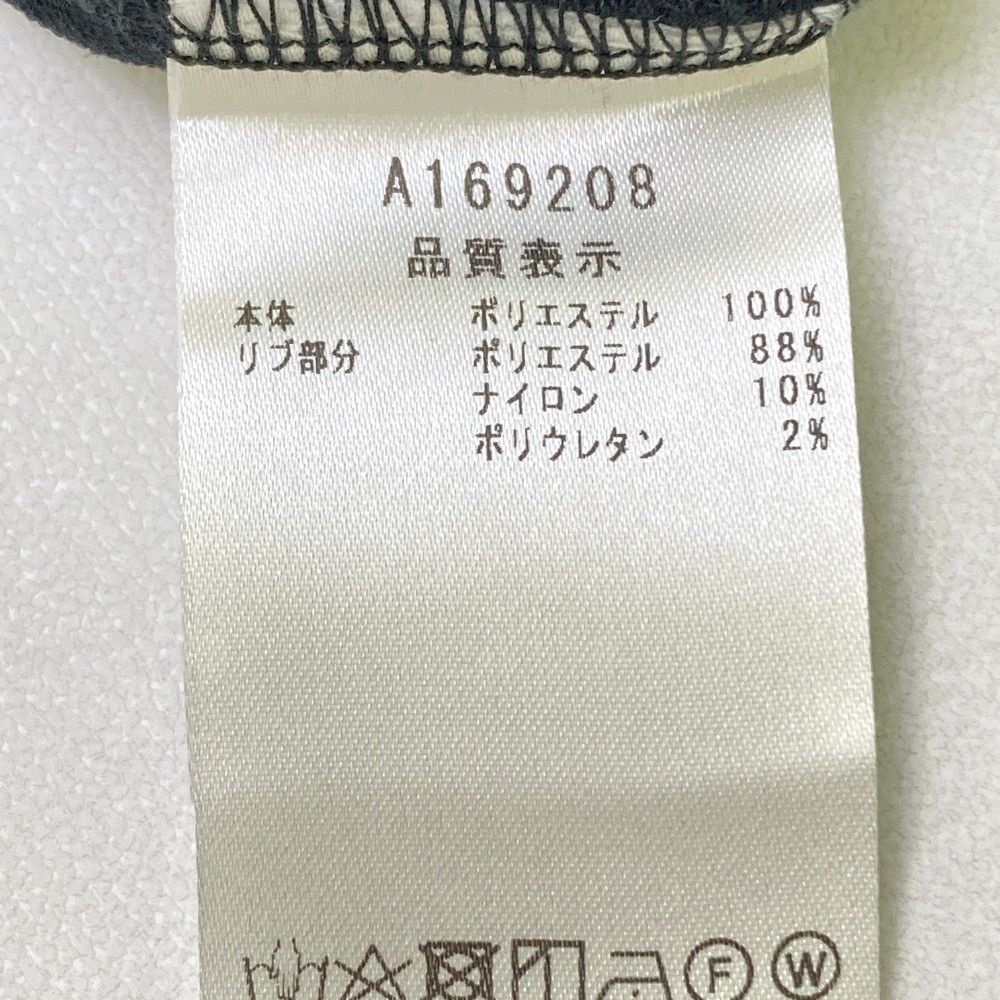 A169208
品質表示
本体 ポリエステル 100%
リブ部分 ポリエステル 88%
ナイロン 10%
ポリウレタン 2%
F W